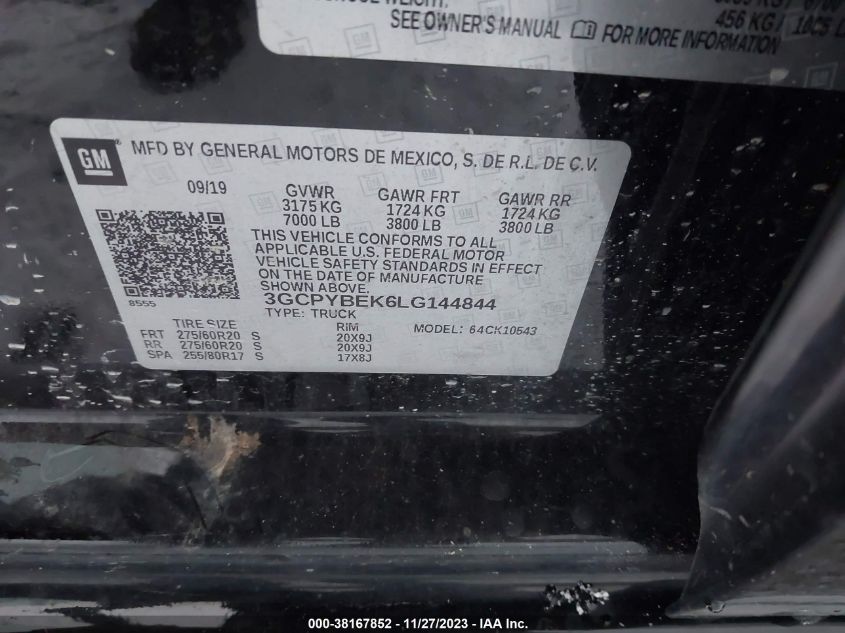 SEE OWNER'S MANUAL FOR MORE INFORMATION
456 KG /
GM
MFD BY GENERAL MOTORS DE MEXICO, S. DE R.L. DE C.V.
09/19 GVWR GAWR FRT GAWR RR
3175 KG 1724 KG 1724 KG
7000 LB 3800 LB 3800 LB
THIS VEHICLE CONFORMS TO ALL
APPLICABLE U.S. FEDERAL MOTOR
VEHICLE SAFETY STANDARDS IN EFFECT
ON THE DATE OF MANUFACTURE
SHOWN ABOVE.
8555 3GCPYBEK6LG144844
TYPE: TRUCK MODEL: 64CK10543
TIRE SIZE RIM
FRT 275/60R20 S 20X9J
RR 275/60R20 S 20X9J
SPA 255/80R17 S 17X8J
000-38167852 - 11/27/2023 - IAA Inc.